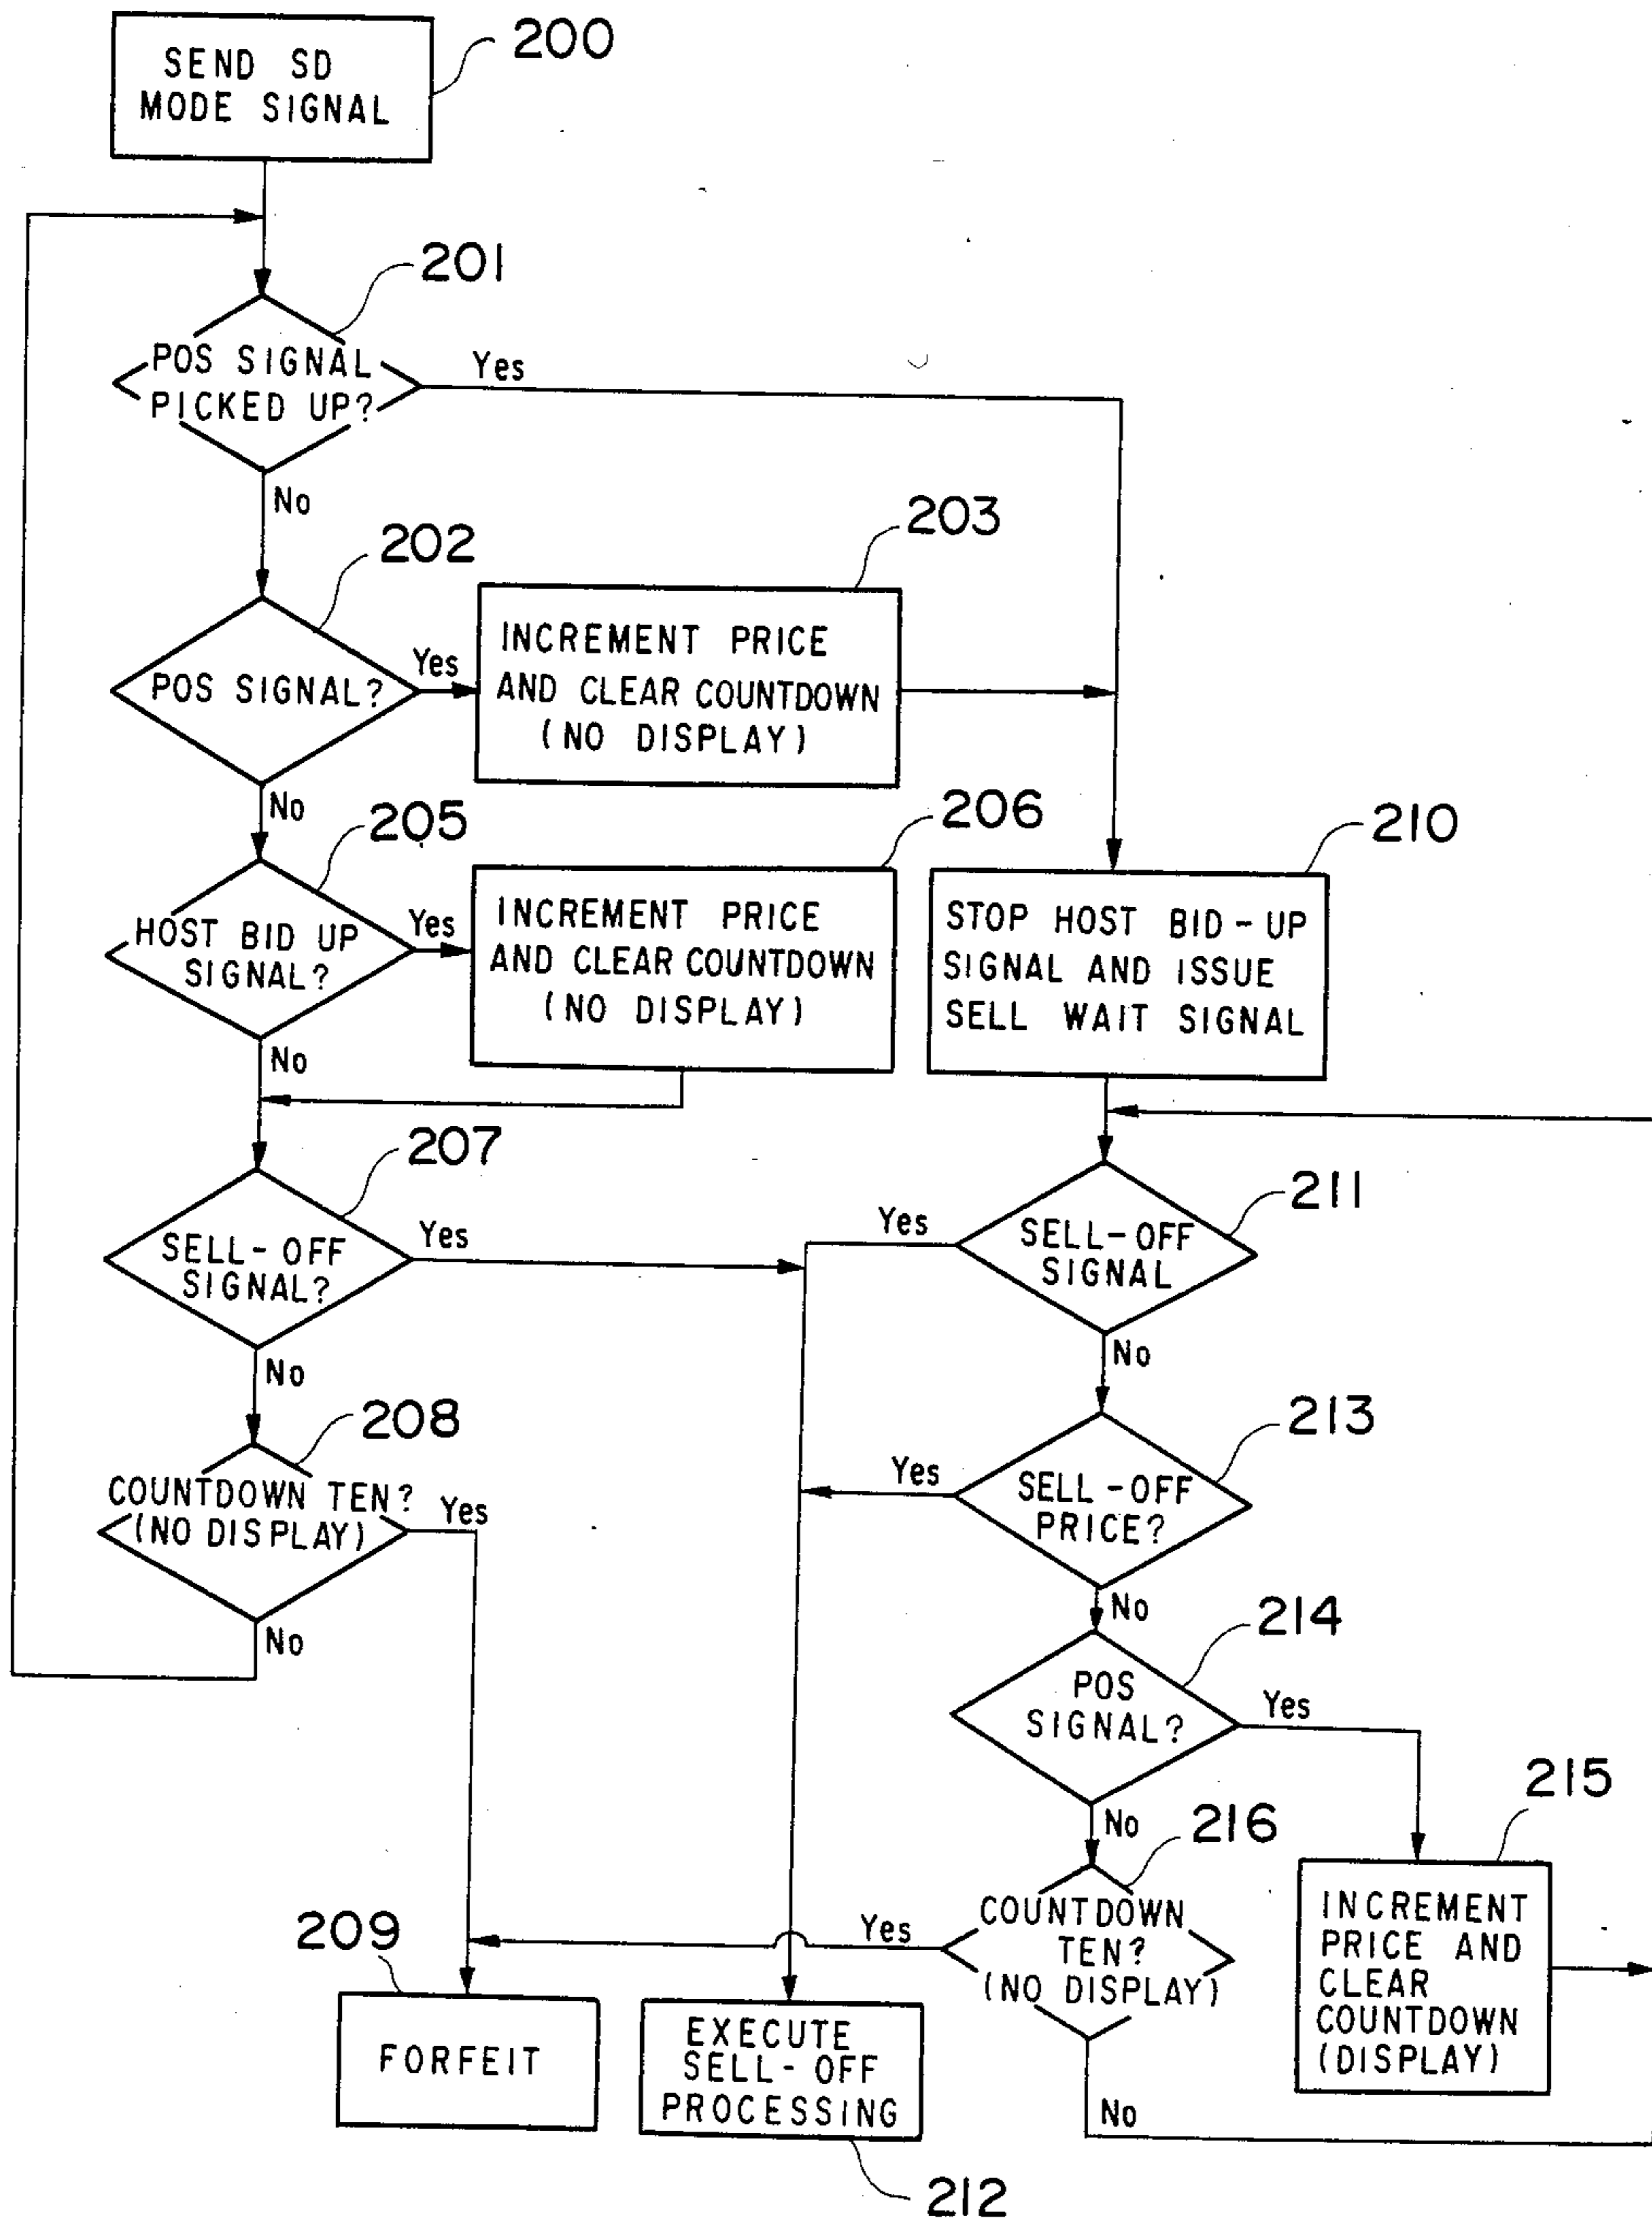 200
SEND SD
MODE SIGNAL
201
POS SIGNAL
PICKED UP?
Yes
No
202
203
POS SIGNAL?
Yes
INCREMENT PRICE
AND CLEAR COUNTDOWN
(NO DISPLAY)
No
205
206
210
HOST BID UP
SIGNAL?
Yes
INCREMENT PRICE
AND CLEAR COUNTDOWN
(NO DISPLAY)
STOP HOST BID-UP
SIGNAL AND ISSUE
SELL WAIT SIGNAL
No
207
211
SELL-OFF
SIGNAL?
Yes
Yes
SELL-OFF
SIGNAL
No
No
208
213
COUNTDOWN TEN?
(NO DISPLAY)
Yes
Yes
SELL-OFF
PRICE?
No
No
214
POS
SIGNAL?
Yes
No
216
215
COUNTDOWN
TEN?
(NO DISPLAY)
Yes
INCREMENT
PRICE AND
CLEAR
COUNTDOWN
(DISPLAY)
209
FORFEIT
EXECUTE
SELL-OFF
PROCESSING
No
212